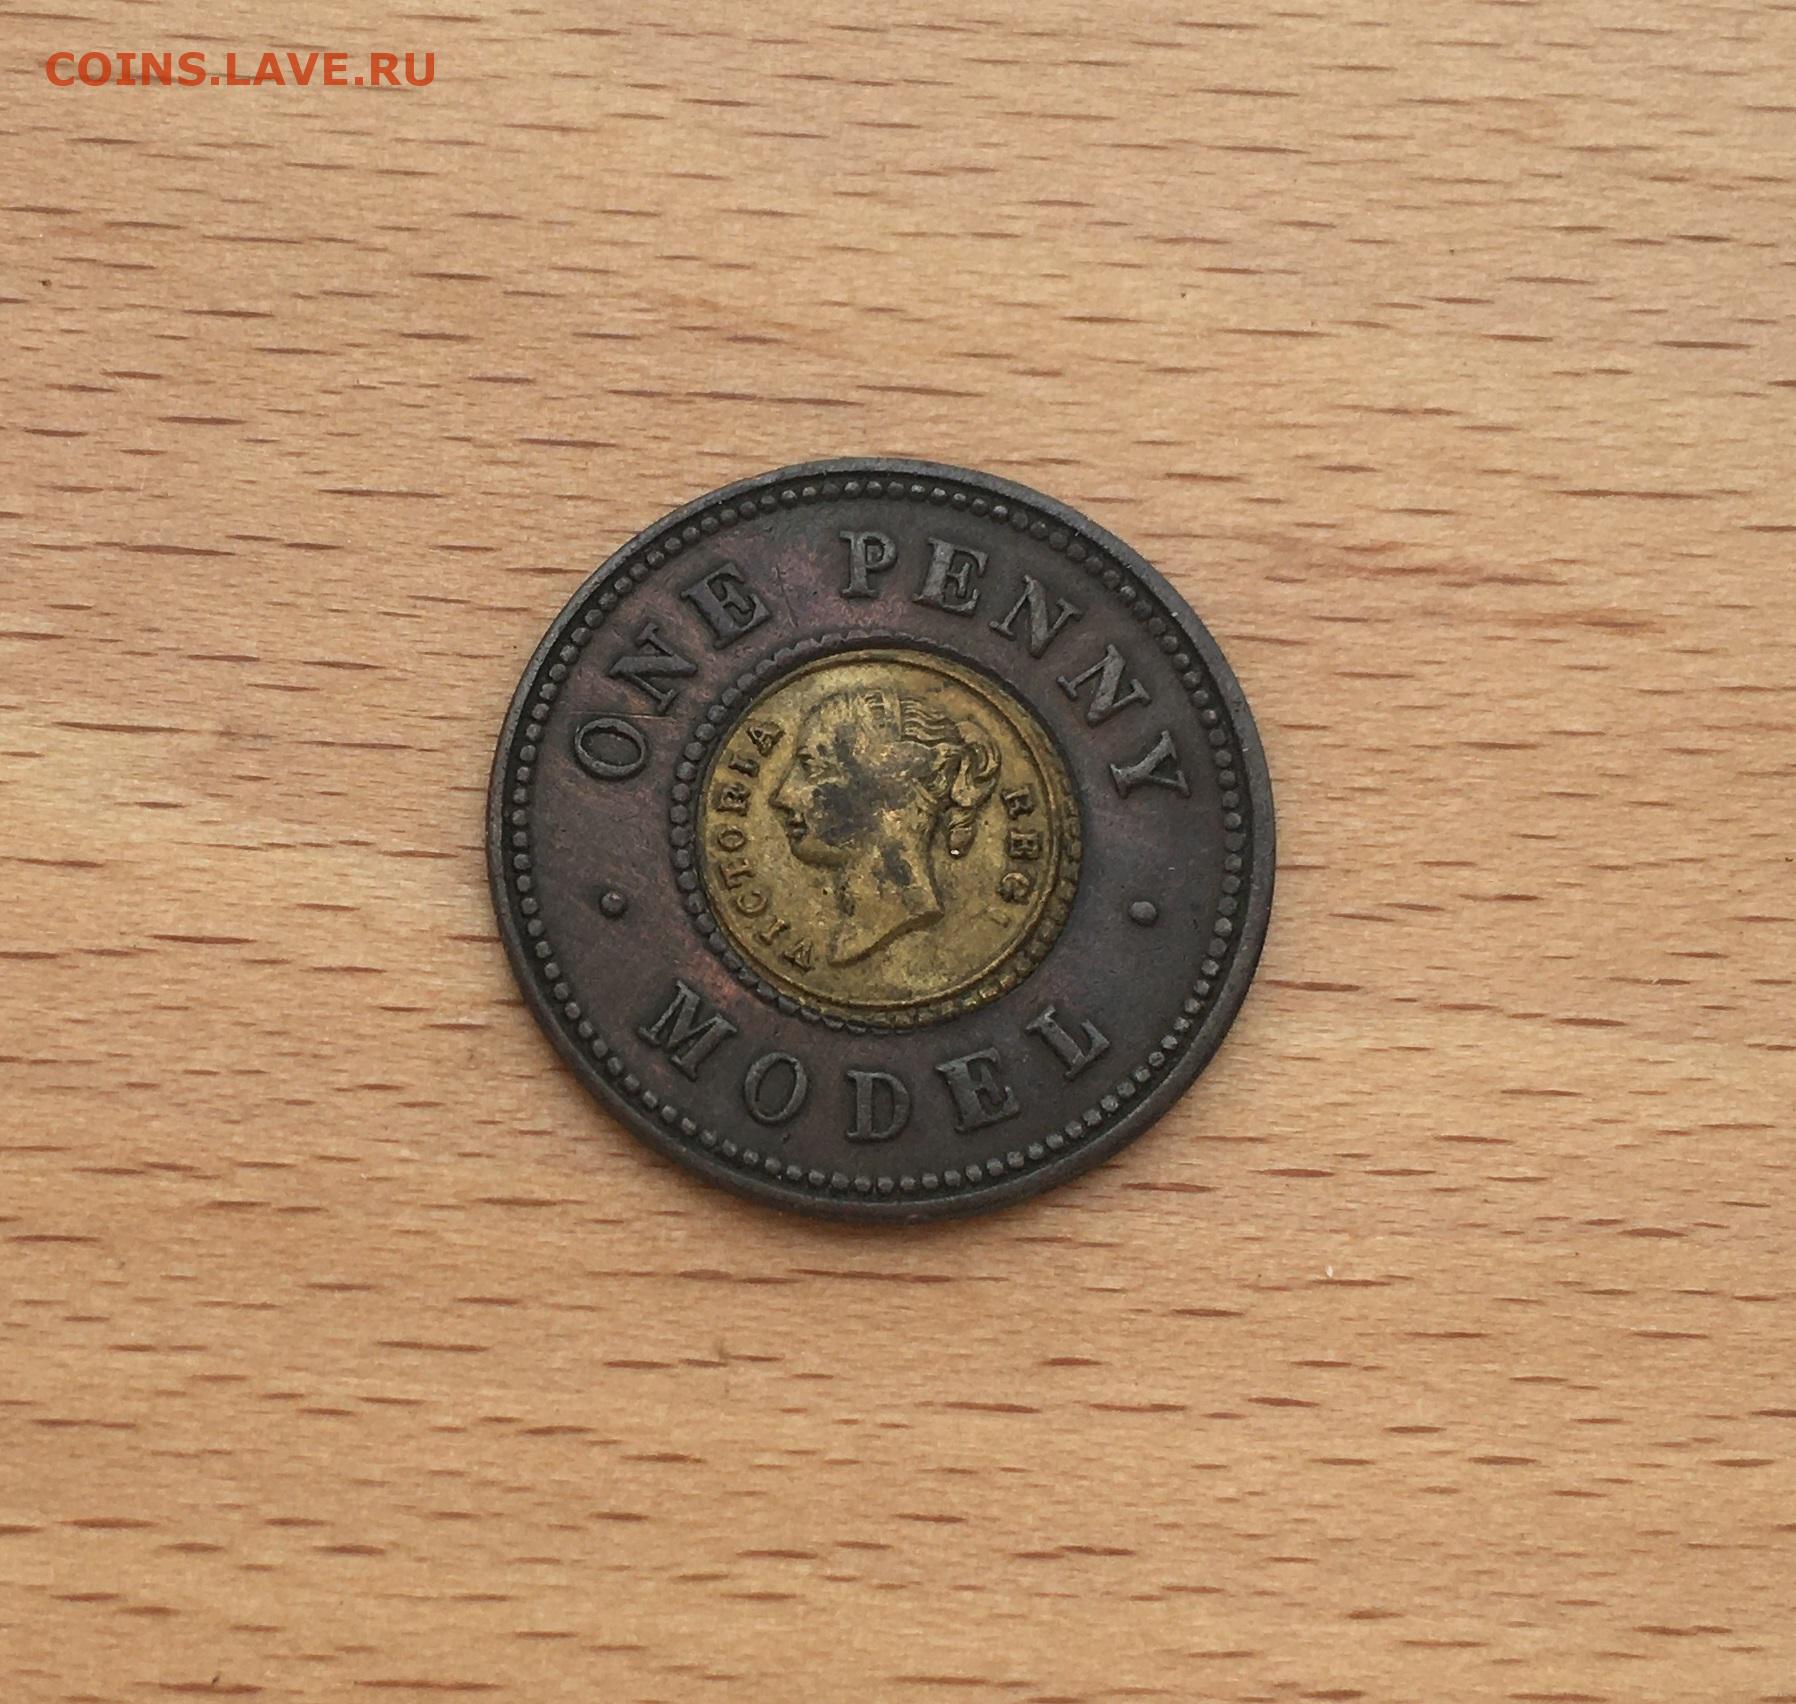 COINS.LAVE.RU
ONE PENNY
VICTORIA REG
MODEL